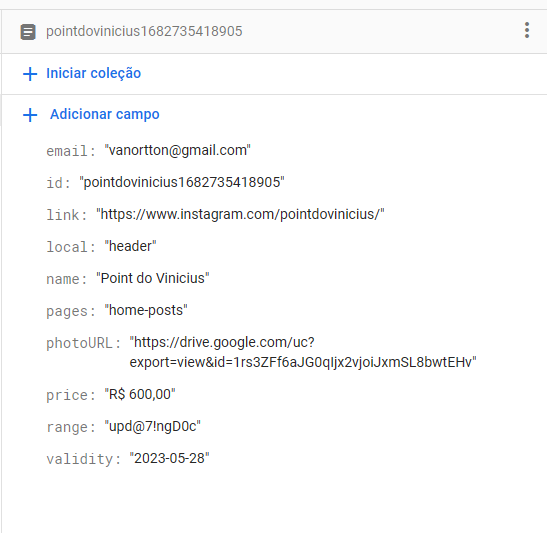 pointdovinicius1682735418905
Iniciar coleção
Adicionar campo
email: "vanortton@gmail.com"
id: "pointdovinicius1682735418905"
link: "https://www.instagram.com/pointdovinicius/"
local: "header"
name: "Point do Vinicius"
pages: "home-posts"
photoURL: "https://drive.google.com/uc?
export=view&id=1rs3ZFf6aJG0qIjx2vjoiJxmSL8bwtEHv"
price: "R$ 600,00"
range: "upd@7!ngD0c"
validity: "2023-05-28"